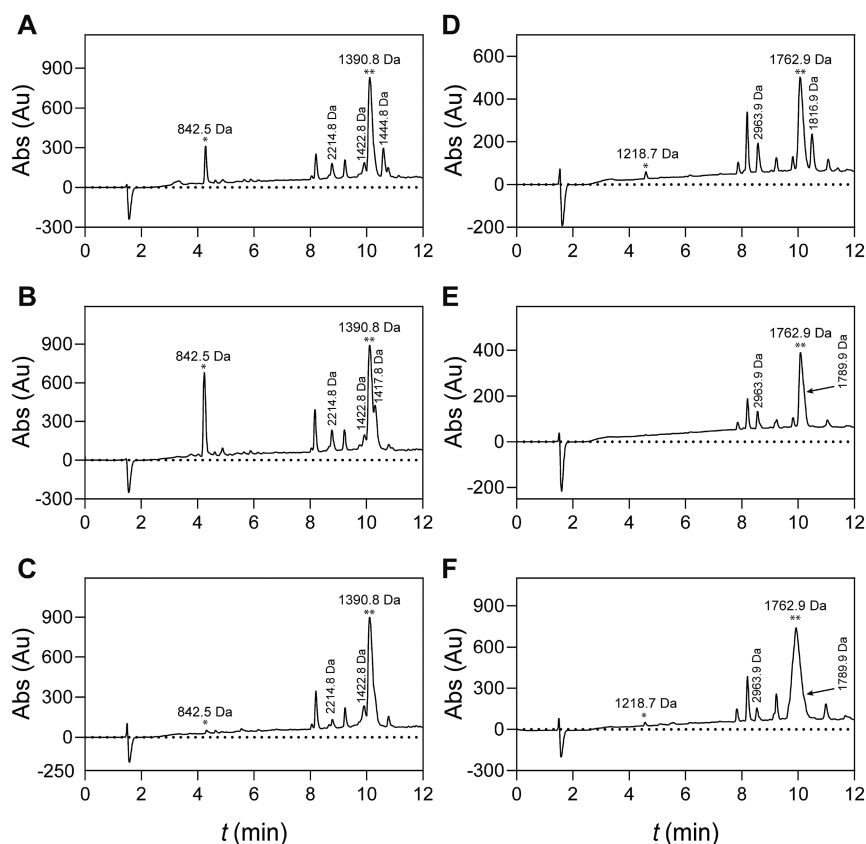 A
Abs (Au)
900
600
300
0
-300
842.5 Da
*
2214.8 Da
1422.8 Da
1390.8 Da
**
1444.8 Da
0 2 4 6 8 10 12
B
Abs (Au)
900
600
300
0
-300
842.5 Da
*
2214.8 Da
1422.8 Da
1390.8 Da
**
1417.8 Da
0 2 4 6 8 10 12
C
Abs (Au)
900
600
300
0
-250
842.5 Da
*
2214.8 Da
1422.8 Da
1390.8 Da
**
0 2 4 6 8 10 12
t (min)
D
600
400
200
0
-200
1218.7 Da
*
2963.9 Da
1762.9 Da
**
1816.9 Da
0 2 4 6 8 10 12
E
400
200
0
-200
2963.9 Da
1762.9 Da
**
1789.9 Da
0 2 4 6 8 10 12
F
900
600
300
0
-300
1218.7 Da
*
2963.9 Da
1762.9 Da
**
1789.9 Da
0 2 4 6 8 10 12
t (min)